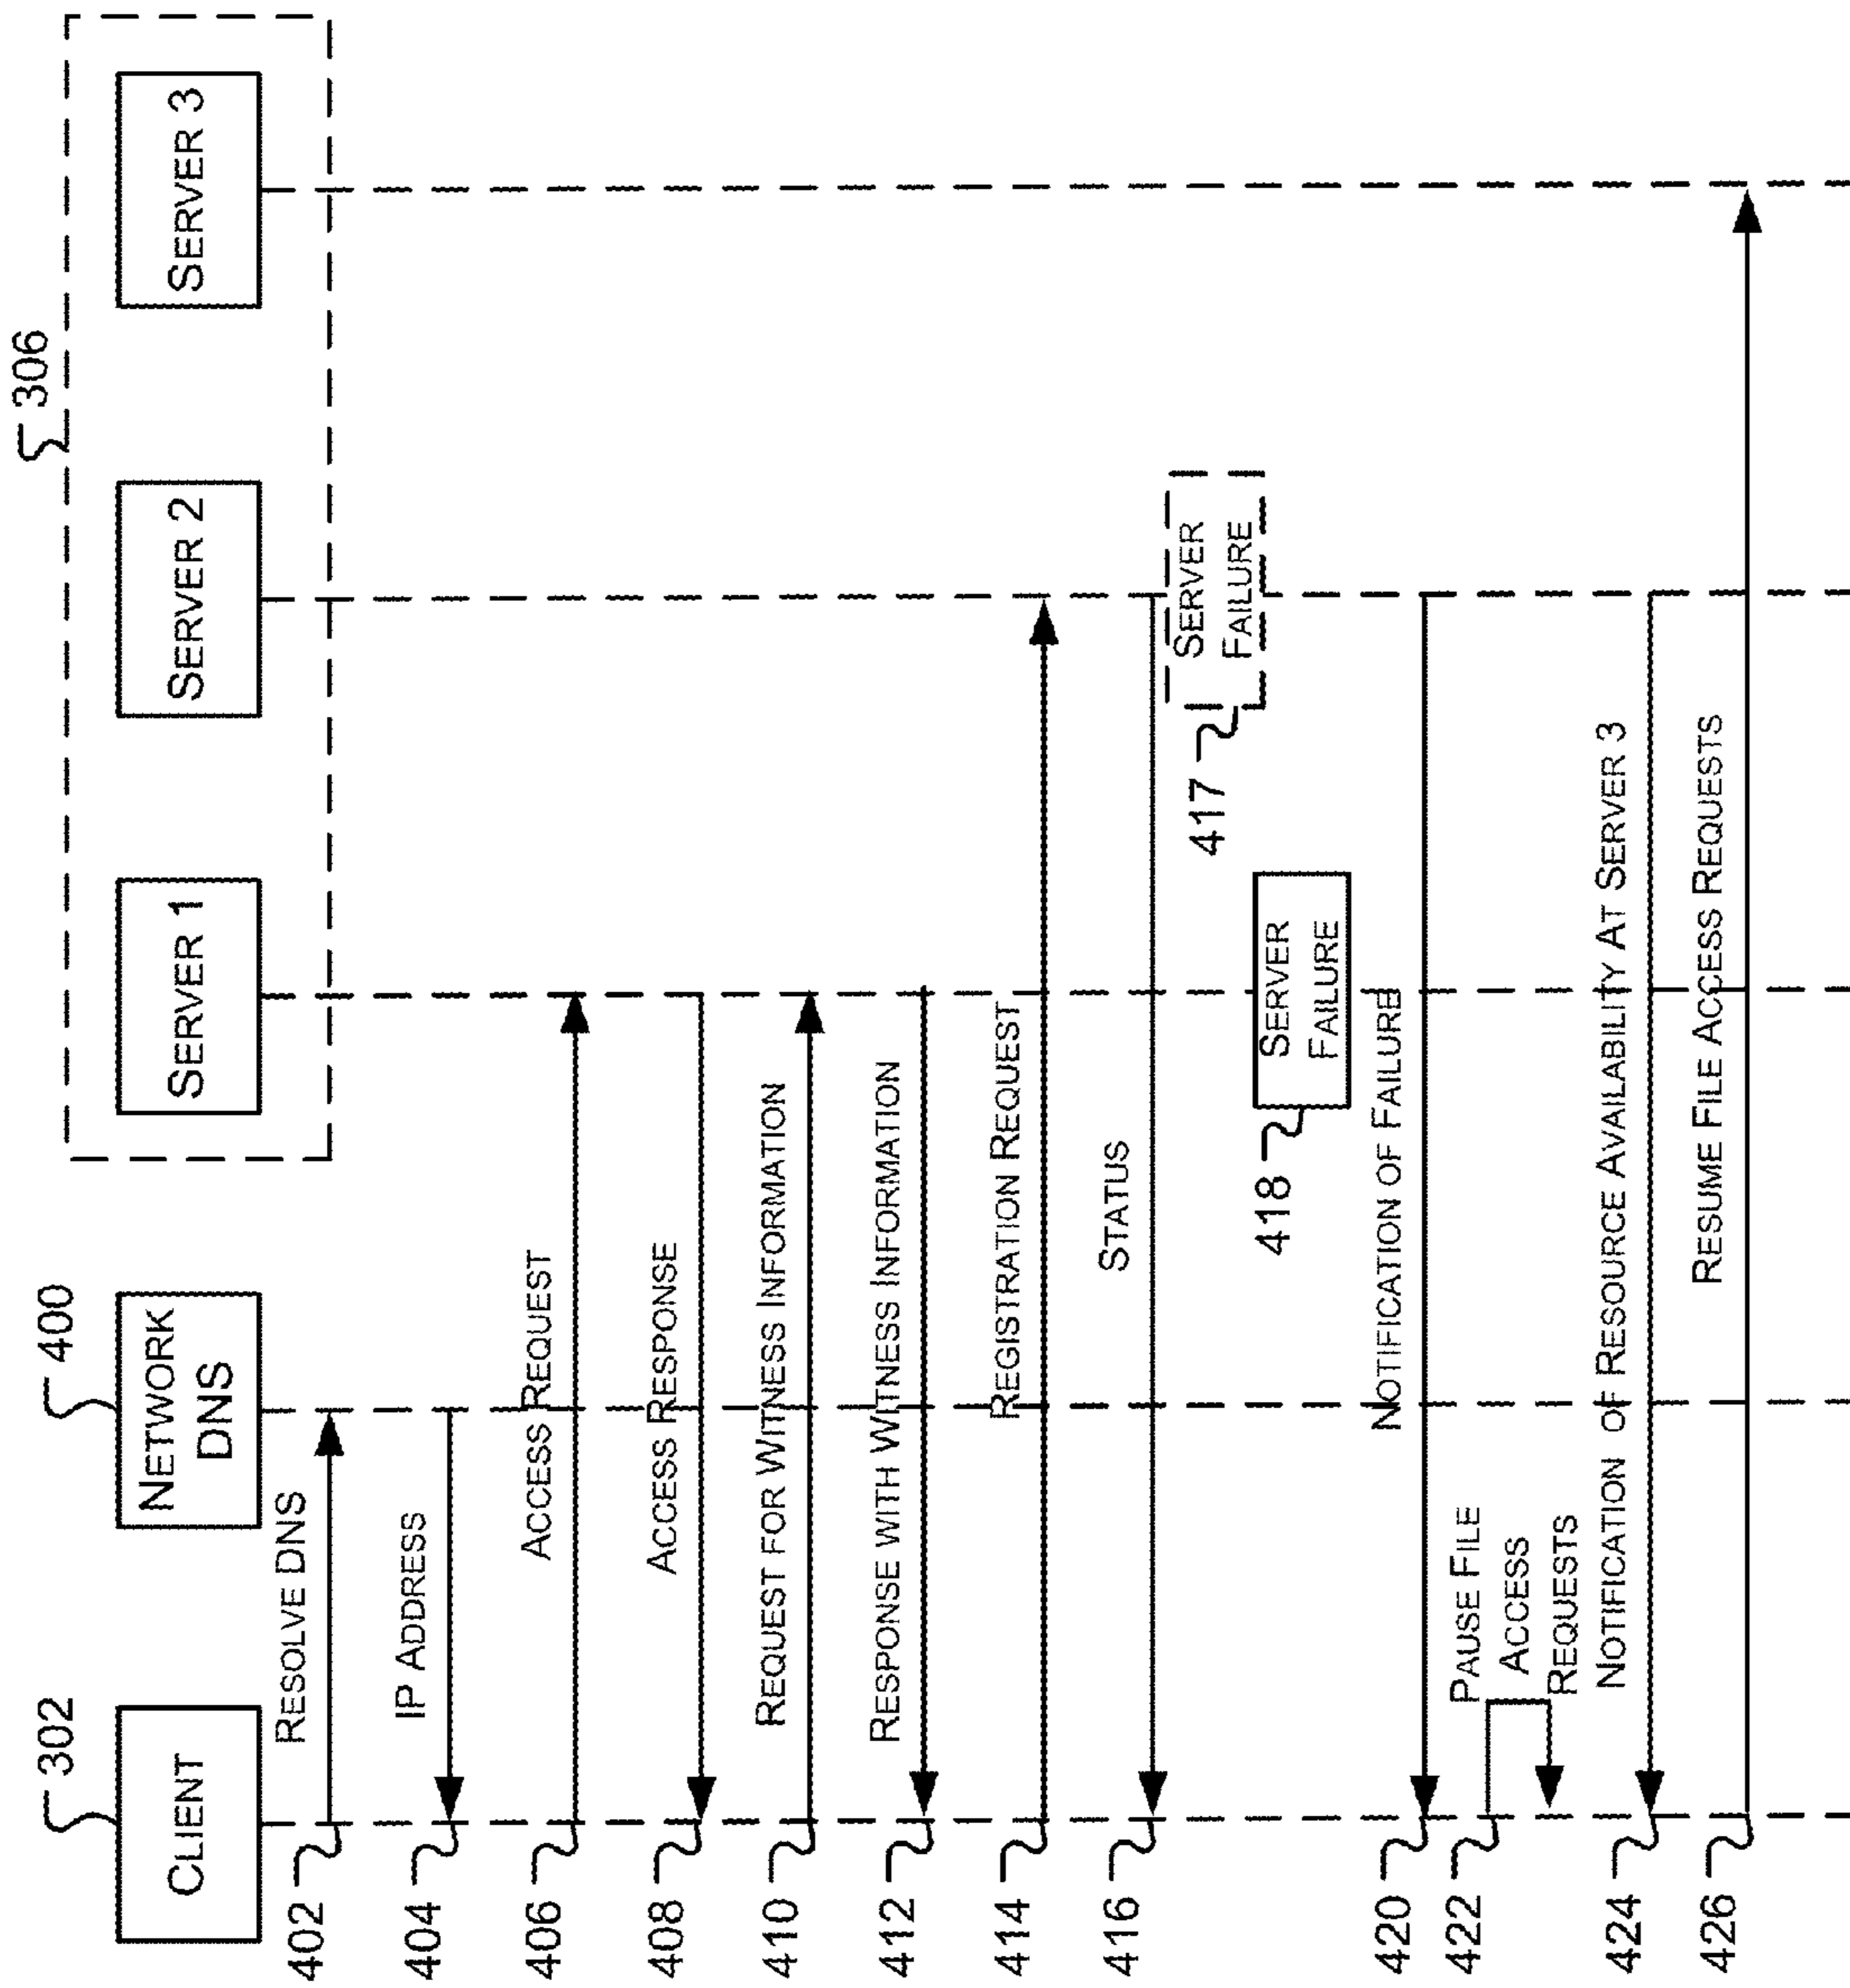 306
302
400
CLIENT
NETWORK
DNS
SERVER 1
SERVER 2
SERVER 3
402
RESOLVE DNS
404
IP ADDRESS
406
ACCESS REQUEST
408
ACCESS RESPONSE
410
REQUEST FOR WITNESS INFORMATION
412
RESPONSE WITH WITNESS INFORMATION
414
REGISTRATION REQUEST
416
STATUS
417
SERVER
FAILURE
418
SERVER
FAILURE
420
NOTIFICATION OF FAILURE
422
PAUSE FILE
ACCESS
REQUESTS
424
NOTIFICATION OF RESOURCE AVAILABILITY AT SERVER 3
426
RESUME FILE ACCESS REQUESTS